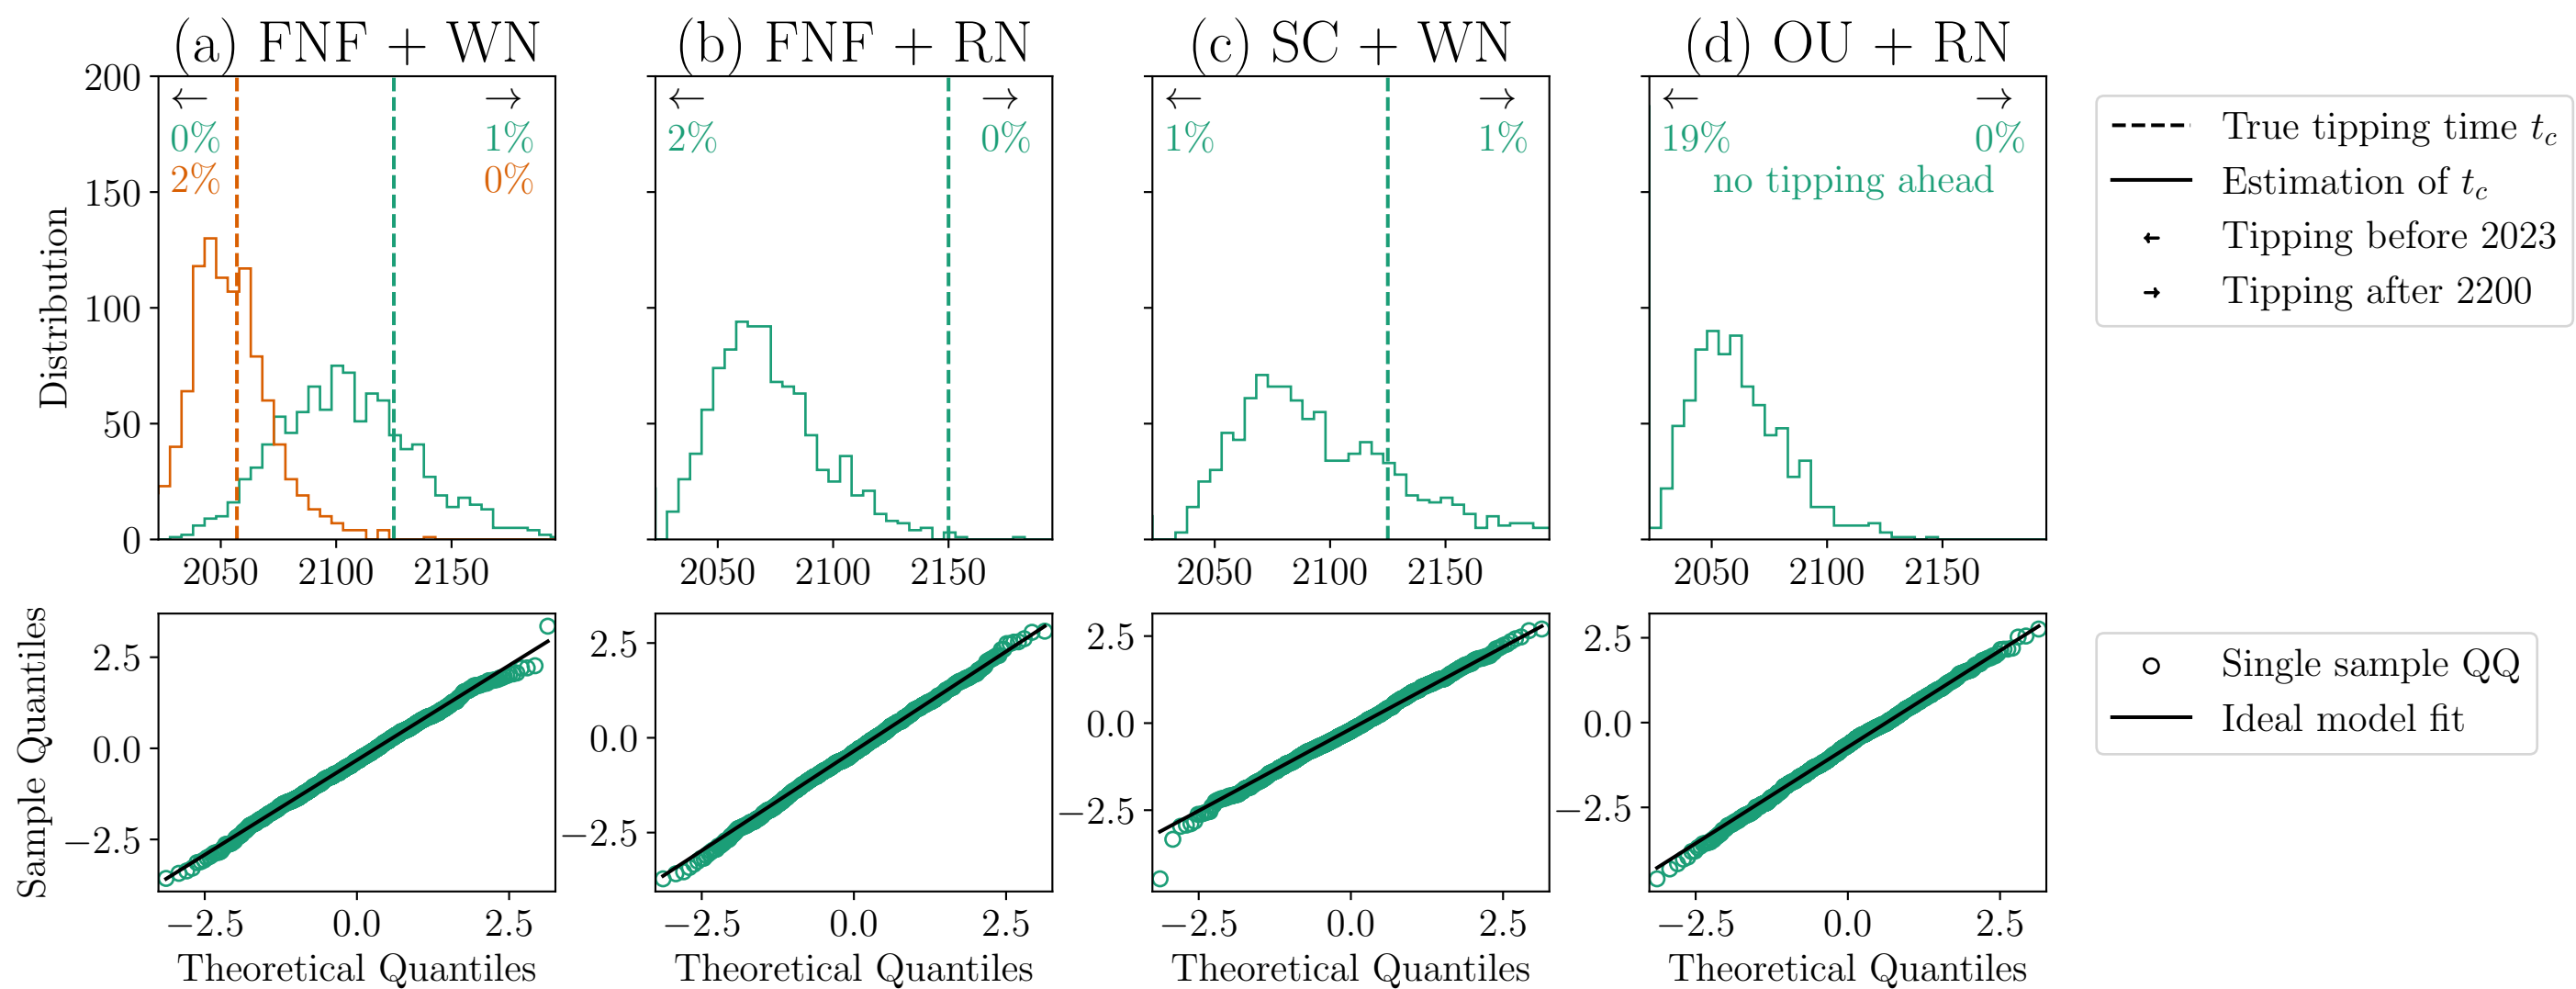 (a) FNF + WN
(b) FNF + RN
(c) SC + WN
(d) OU + RN
Distribution
200
150
100
50
0
← →
0% 1%
2% 0%
2050 2100 2150
← →
2% 0%
2050 2100 2150
← →
1% 1%
2050 2100 2150
← →
19% 0%
no tipping ahead
2050 2100 2150
True tipping time t_c
Estimation of t_c
← Tipping before 2023
→ Tipping after 2200
Sample Quantiles
2.5
0.0
−2.5
−2.5 0.0 2.5
Theoretical Quantiles
2.5
0.0
−2.5
−2.5 0.0 2.5
Theoretical Quantiles
2.5
0.0
−2.5
−2.5 0.0 2.5
Theoretical Quantiles
2.5
0.0
−2.5
−2.5 0.0 2.5
Theoretical Quantiles
Single sample QQ
Ideal model fit